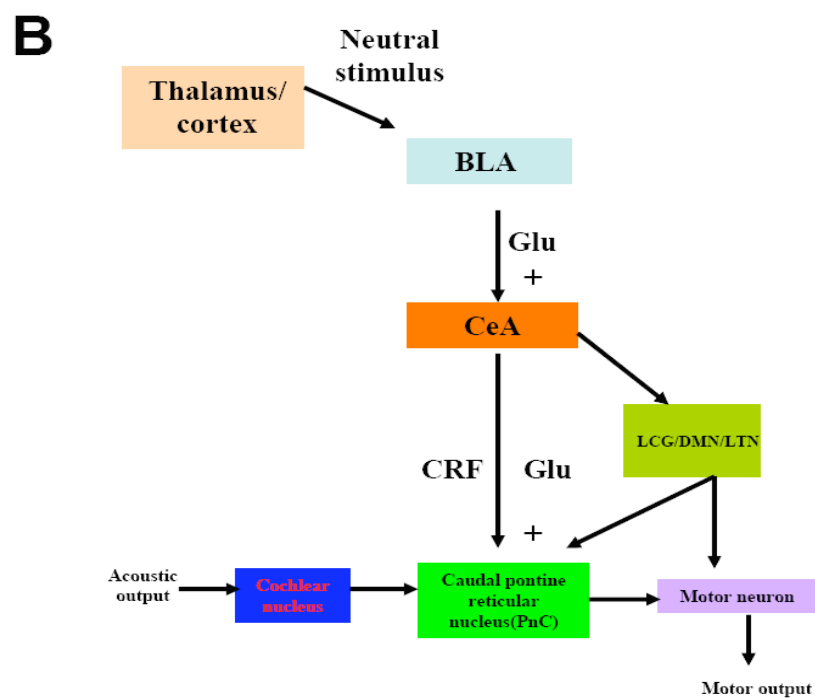 B
Neutral
stimulus
Thalamus/
cortex
BLA
Glu
+
CeA
LCG/DMN/LTN
CRF
Glu
+
Acoustic
output
Cochlear
nucleus
Caudal pontine
reticular
nucleus(PnC)
Motor neuron
Motor output